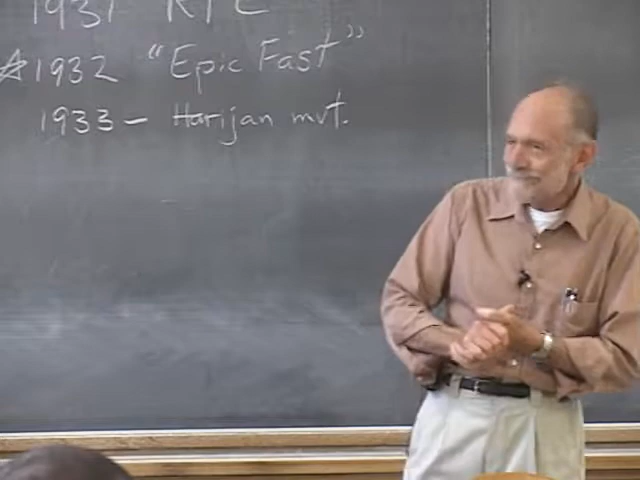 1931 RTC
☆1932 "Epic Fast"
1933 — Harijan mvt.